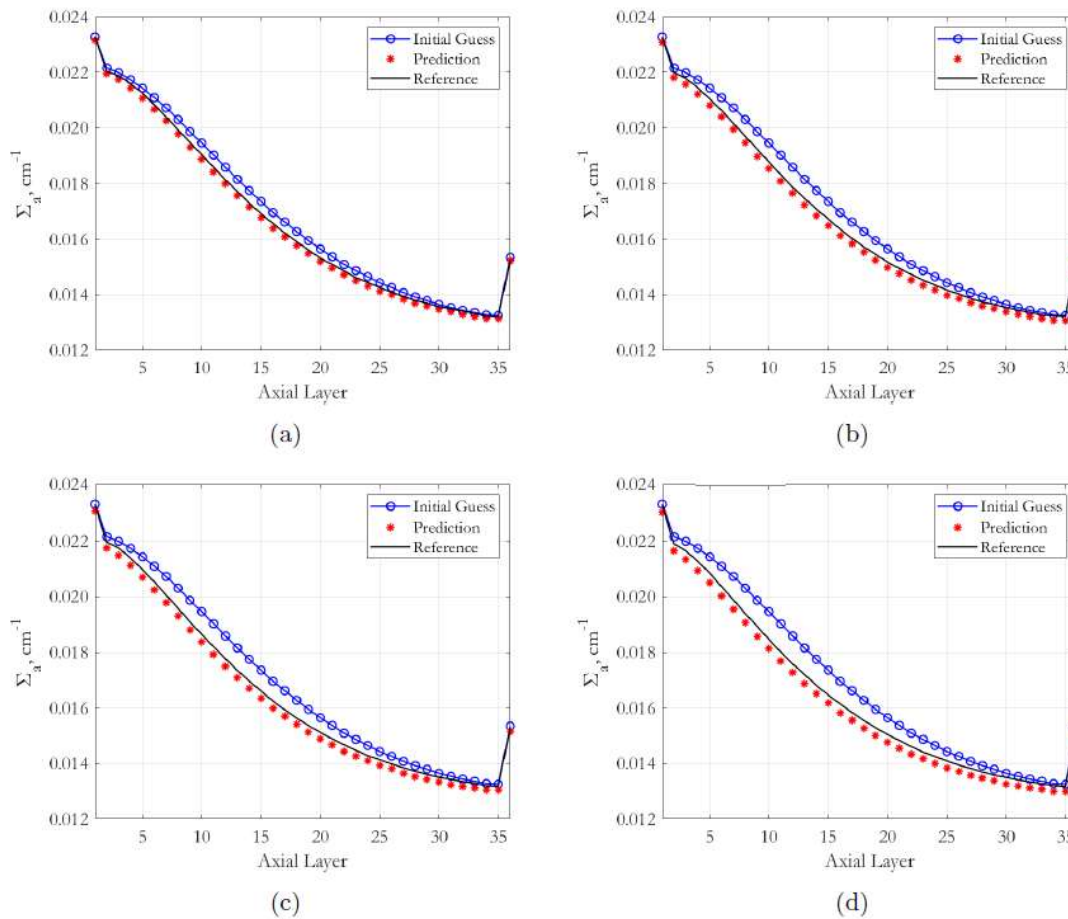 0.024
0.022
0.020
0.018
0.016
0.014
0.012
Σa, cm⁻¹
Initial Guess
Prediction
Reference
5 10 15 20 25 30 35
Axial Layer
(a)
0.024
0.022
0.020
0.018
0.016
0.014
0.012
Σa, cm⁻¹
Initial Guess
Prediction
Reference
5 10 15 20 25 30 35
Axial Layer
(b)
0.024
0.022
0.020
0.018
0.016
0.014
0.012
Σa, cm⁻¹
Initial Guess
Prediction
Reference
5 10 15 20 25 30 35
Axial Layer
(c)
0.024
0.022
0.020
0.018
0.016
0.014
0.012
Σa, cm⁻¹
Initial Guess
Prediction
Reference
5 10 15 20 25 30 35
Axial Layer
(d)